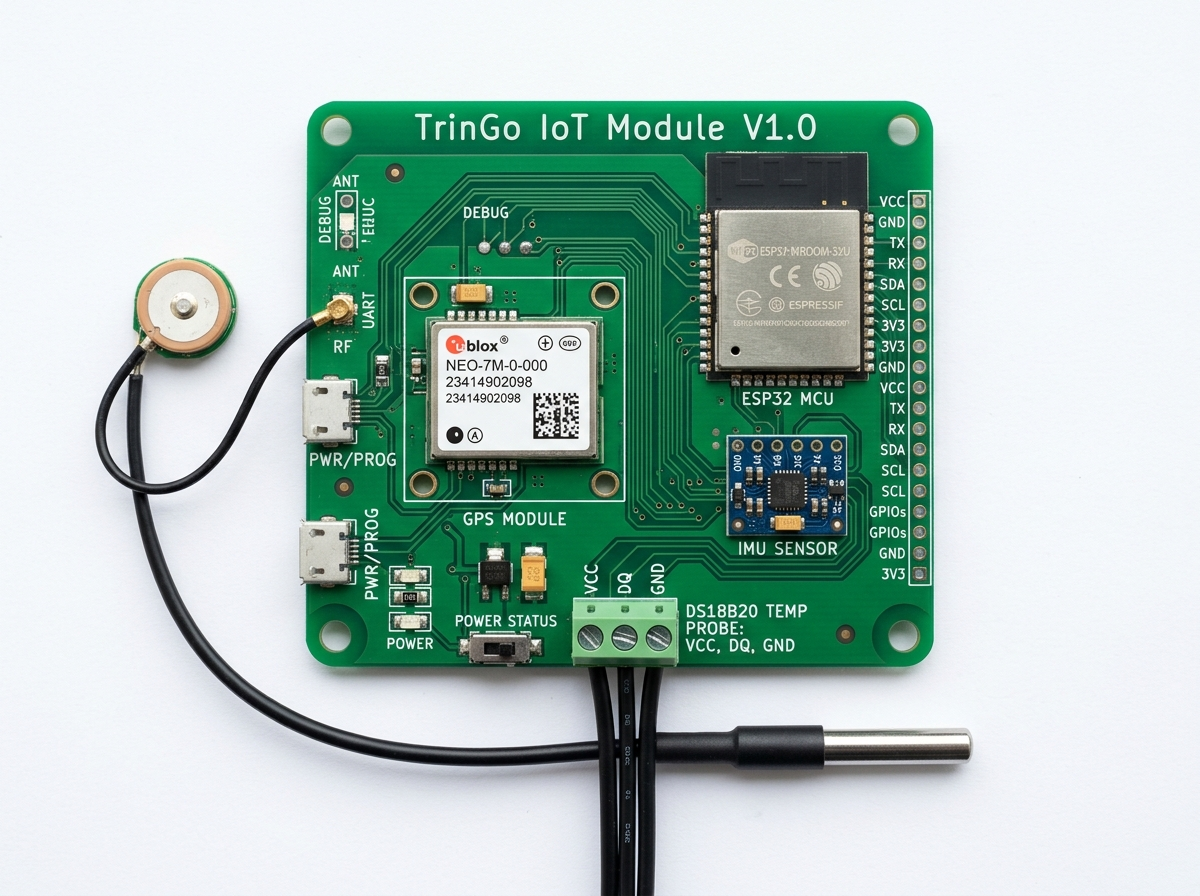 TrinGo IoT Module V1.0
ANT
DEBUG
DEBUG
ANT
UART
RF
PWR/PROG
PWR/PROG
ublox®
NEO-7M-0-000
23414902098
23414902098
A
GPS MODULE
CE
ESPRESSIF
ESP32 MCU
IMU SENSOR
VCC
GND
TX
RX
SDA
SCL
3V3
3V3
GND
VCC
TX
RX
SDA
SCL
SCL
GPIOs
GPIOs
GND
3V3
POWER
POWER STATUS
VCC
DQ
GND
DS18B20 TEMP
PROBE:
VCC, DQ, GND